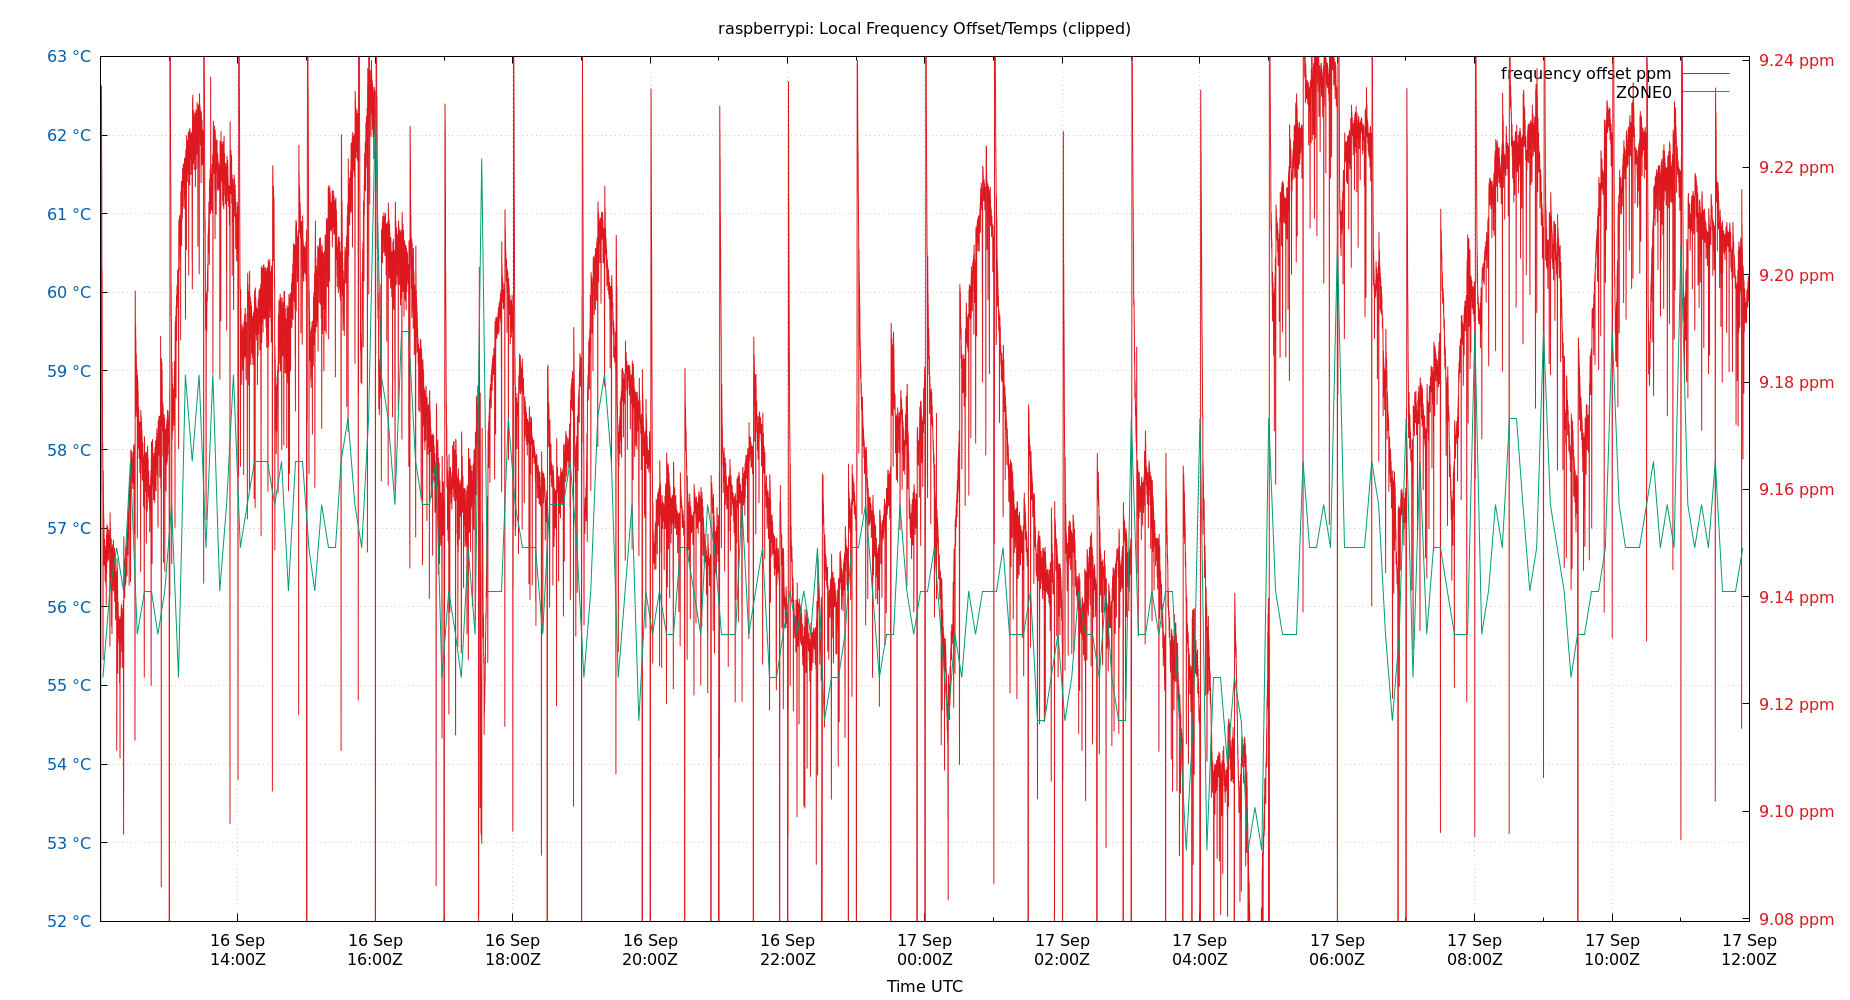 raspberrypi: Local Frequency Offset/Temps (clipped)
63 °C
62 °C
61 °C
60 °C
59 °C
58 °C
57 °C
56 °C
55 °C
54 °C
53 °C
52 °C
9.24 ppm
9.22 ppm
9.20 ppm
9.18 ppm
9.16 ppm
9.14 ppm
9.12 ppm
9.10 ppm
9.08 ppm
frequency offset ppm
ZONE0
16 Sep
14:00Z
16 Sep
16:00Z
16 Sep
18:00Z
16 Sep
20:00Z
16 Sep
22:00Z
17 Sep
00:00Z
17 Sep
02:00Z
17 Sep
04:00Z
17 Sep
06:00Z
17 Sep
08:00Z
17 Sep
10:00Z
17 Sep
12:00Z
Time UTC